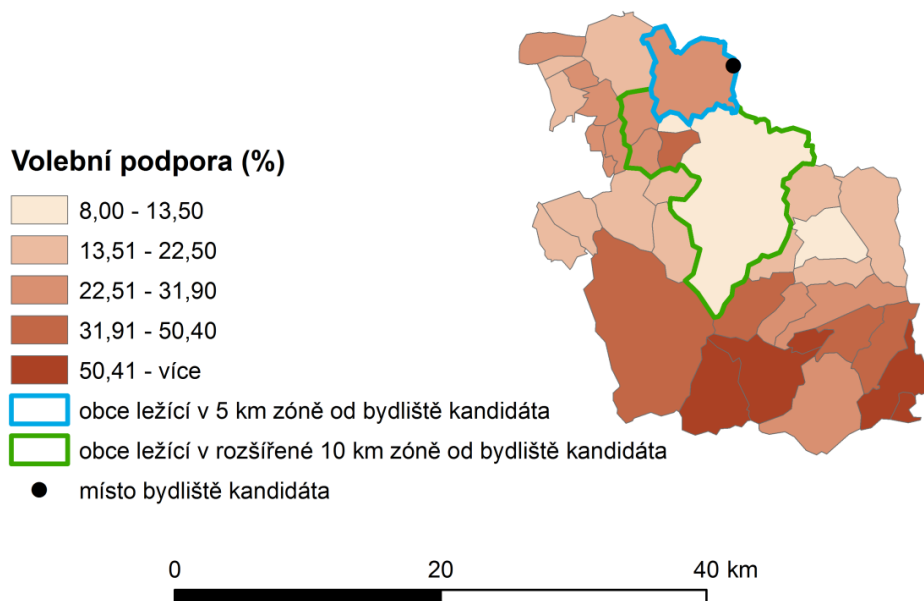 Volební podpora (%)
8,00 - 13,50
13,51 - 22,50
22,51 - 31,90
31,91 - 50,40
50,41 - více
obce ležící v 5 km zóně od bydliště kandidáta
obce ležící v rozšířené 10 km zóně od bydliště kandidáta
místo bydliště kandidáta
0 20 40 km